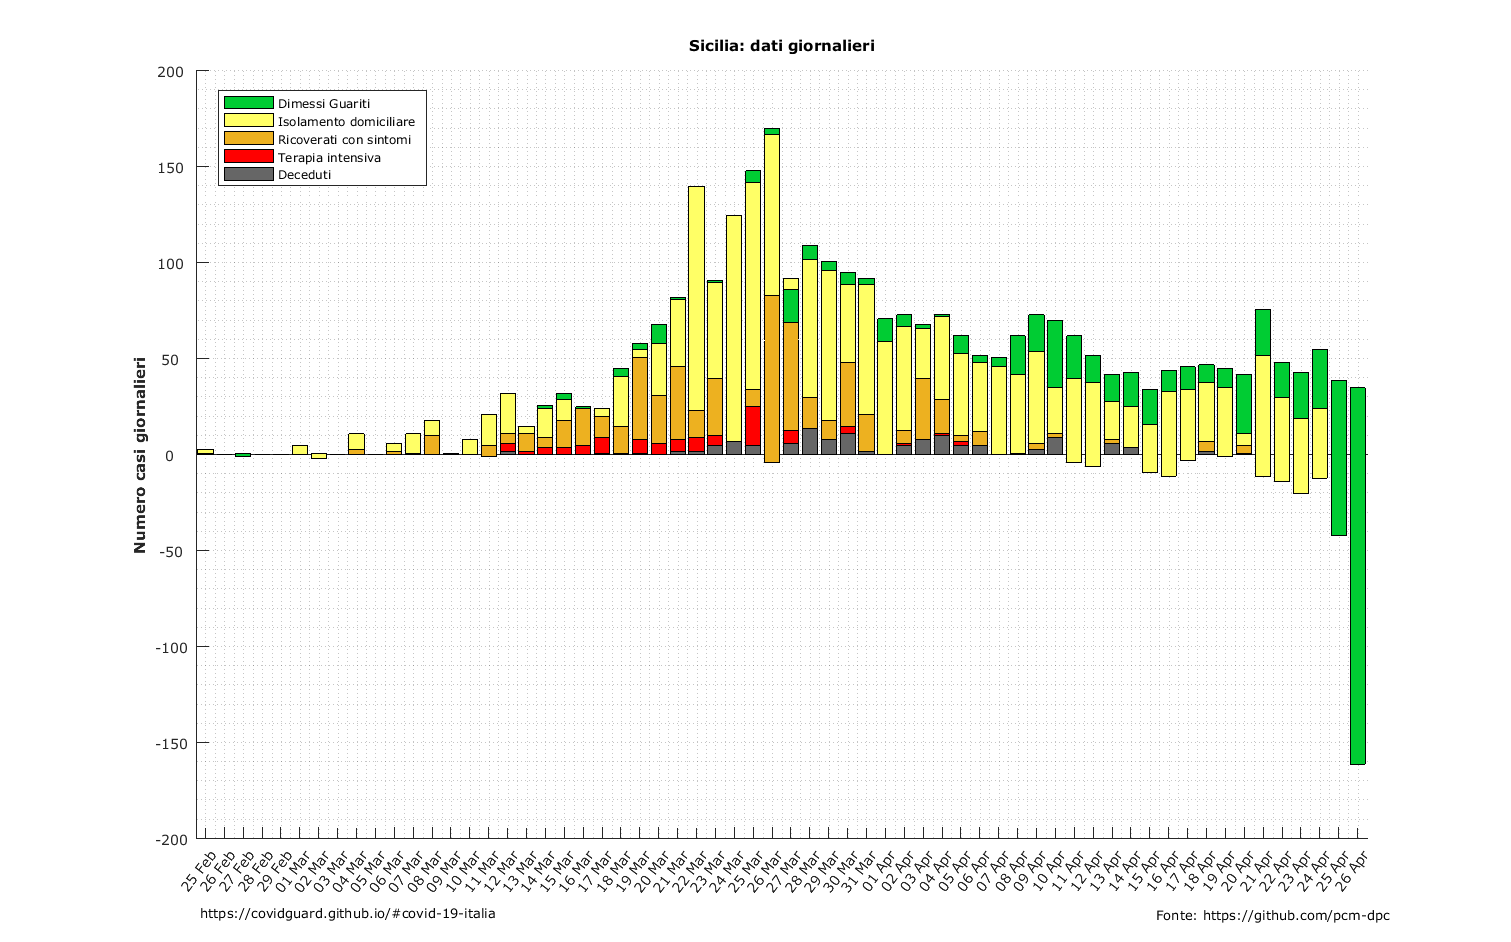 Sicilia: dati giornalieri
Numero casi giornalieri
200
150
100
50
0
-50
-100
-150
-200
Dimessi Guariti
Isolamento domiciliare
Ricoverati con sintomi
Terapia intensiva
Deceduti
25 Feb
26 Feb
27 Feb
28 Feb
29 Feb
01 Mar
02 Mar
03 Mar
04 Mar
05 Mar
06 Mar
07 Mar
08 Mar
09 Mar
10 Mar
11 Mar
12 Mar
13 Mar
14 Mar
15 Mar
16 Mar
17 Mar
18 Mar
19 Mar
20 Mar
21 Mar
22 Mar
23 Mar
24 Mar
25 Mar
26 Mar
27 Mar
28 Mar
29 Mar
30 Mar
31 Mar
01 Apr
02 Apr
03 Apr
04 Apr
05 Apr
06 Apr
07 Apr
08 Apr
09 Apr
10 Apr
11 Apr
12 Apr
13 Apr
14 Apr
15 Apr
16 Apr
17 Apr
18 Apr
19 Apr
20 Apr
21 Apr
22 Apr
23 Apr
24 Apr
25 Apr
26 Apr
https://covidguard.github.io/#covid-19-italia
Fonte: https://github.com/pcm-dpc